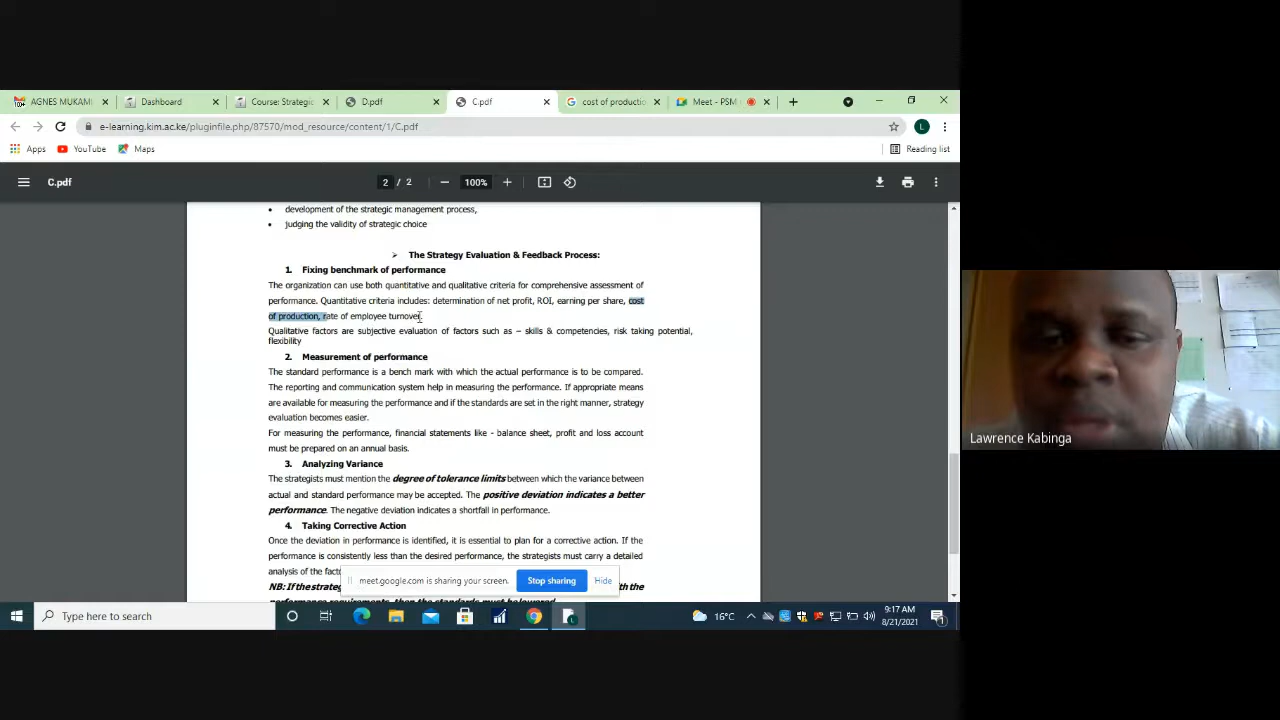 AGNES MUKAMI
Dashboard
Course: Strategic
D.pdf
C.pdf
cost of productio
Meet - PSM
e-learning.kim.ac.ke/pluginfile.php/87570/mod_resource/content/1/C.pdf
L
Apps
YouTube
Maps
Reading list
C.pdf
2 / 2
100%
• development of the strategic management process,
• judging the validity of strategic choice
➢ The Strategy Evaluation & Feedback Process:
1. Fixing benchmark of performance
The organization can use both quantitative and qualitative criteria for comprehensive assessment of
performance. Quantitative criteria includes: determination of net profit, ROI, earning per share, cost
of production, rate of employee turnover.
Qualitative factors are subjective evaluation of factors such as – skills & competencies, risk taking potential,
flexibility
2. Measurement of performance
The standard performance is a bench mark with which the actual performance is to be compared.
The reporting and communication system help in measuring the performance. If appropriate means
are available for measuring the performance and if the standards are set in the right manner, strategy
evaluation becomes easier.
For measuring the performance, financial statements like - balance sheet, profit and loss account
must be prepared on an annual basis.
3. Analyzing Variance
The strategists must mention the degree of tolerance limits between which the variance between
actual and standard performance may be accepted. The positive deviation indicates a better
performance. The negative deviation indicates a shortfall in performance.
4. Taking Corrective Action
Once the deviation in performance is identified, it is essential to plan for a corrective action. If the
performance is consistently less than the desired performance, the strategists must carry a detailed
analysis of the facto
NB: If the strateg
th the
performance requirements, then the standards must be lowered.
meet.google.com is sharing your screen.
Stop sharing
Hide
Lawrence Kabinga
Type here to search
16°C
9:17 AM
8/21/2021